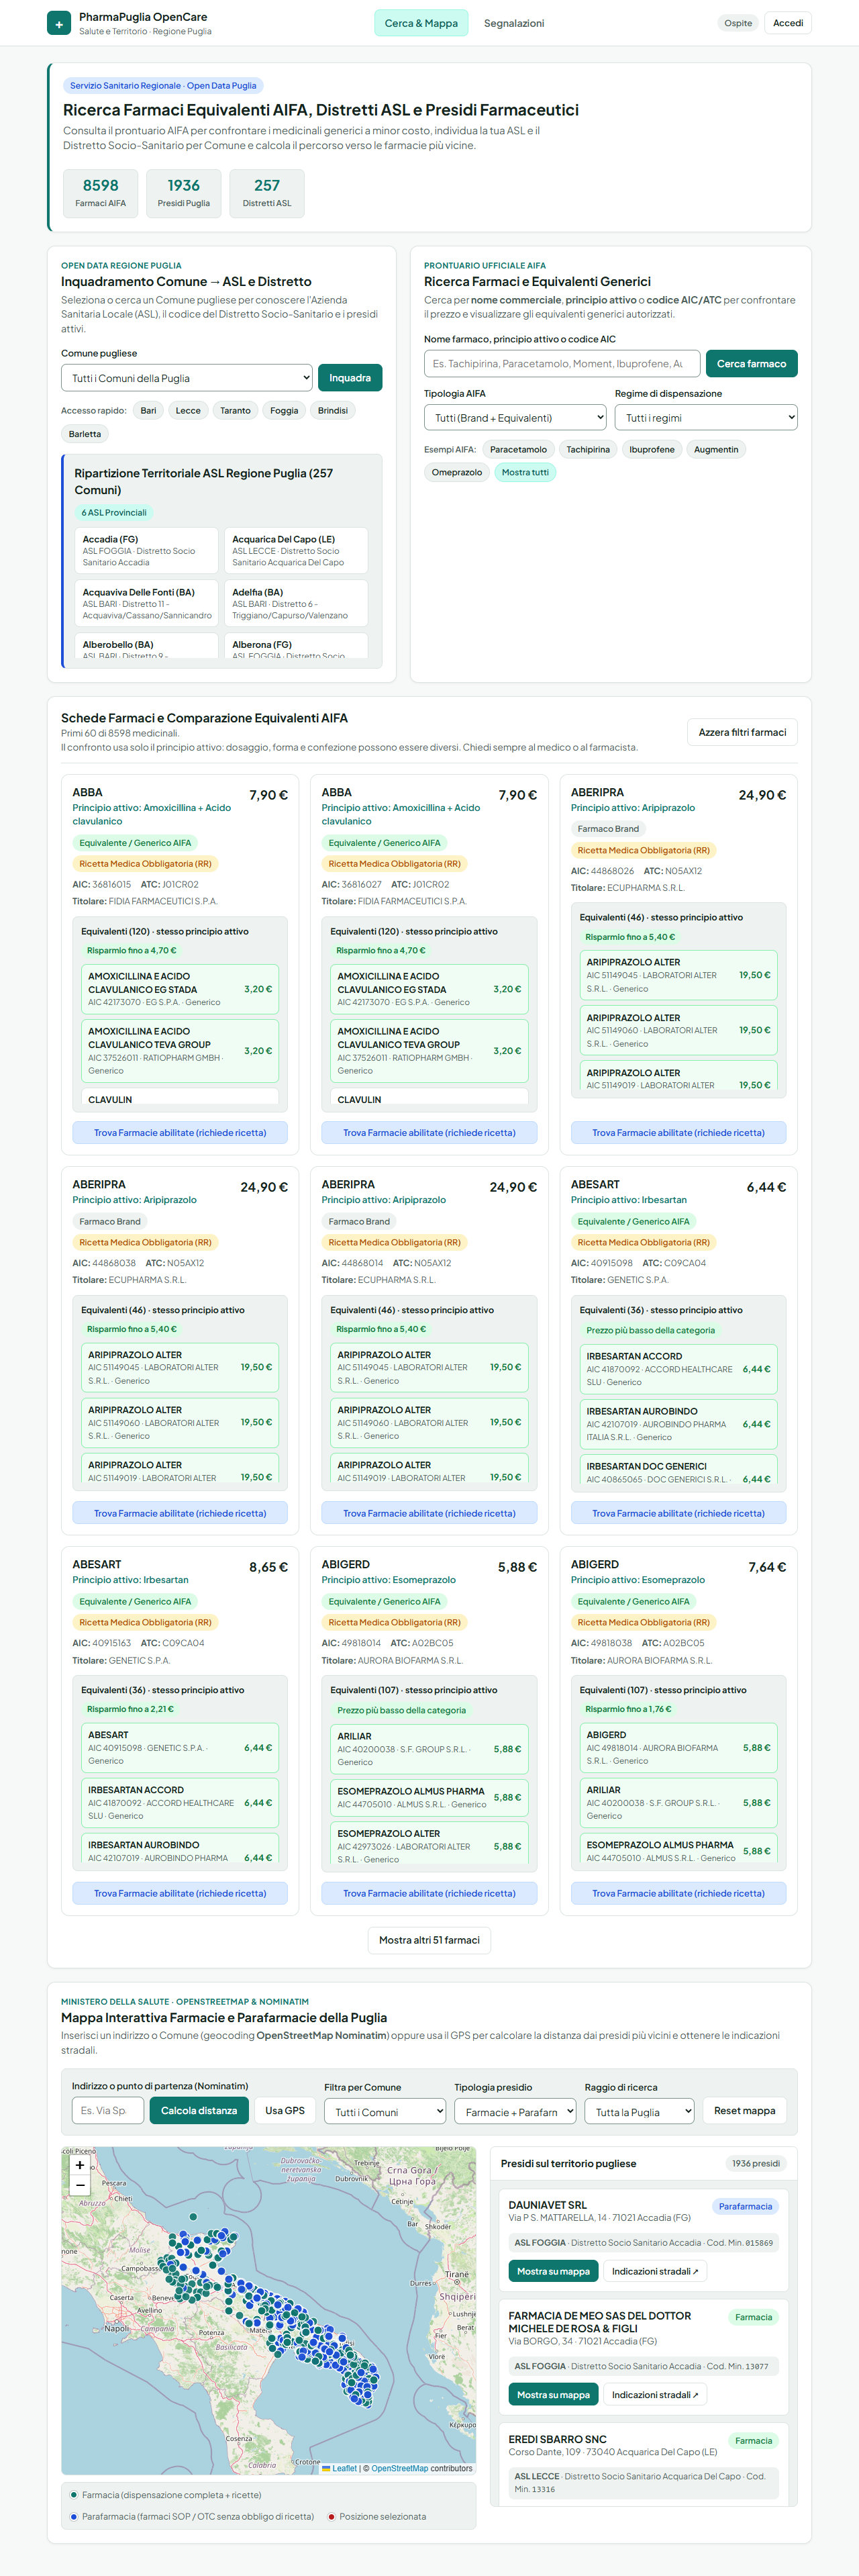 PharmaPuglia OpenCare
Salute e Territorio · Regione Puglia
Cerca & Mappa
Segnalazioni
Ospite
Accedi
Servizio Sanitario Regionale · Open Data Puglia
Ricerca Farmaci Equivalenti AIFA, Distretti ASL e Presidi Farmaceutici
Consulta il prontuario AIFA per confrontare i medicinali generici a minor costo, individua la tua ASL e il
Distretto Socio-Sanitario per Comune e calcola il percorso verso le farmacie più vicine.
8598
Farmaci AIFA
1936
Presidi Puglia
257
Distretti ASL
OPEN DATA REGIONE PUGLIA
Inquadramento Comune → ASL e Distretto
Seleziona o cerca un Comune pugliese per conoscere l'Azienda
Sanitaria Locale (ASL), il codice del Distretto Socio-Sanitario e i presidi
attivi.
Comune pugliese
Tutti i Comuni della Puglia
Inquadra
Accesso rapido:
Bari
Lecce
Taranto
Foggia
Brindisi
Barletta
Ripartizione Territoriale ASL Regione Puglia (257
Comuni)
6 ASL Provinciali
Accadia (FG)
ASL FOGGIA · Distretto Socio
Sanitario Accadia
Acquarica Del Capo (LE)
ASL LECCE · Distretto Socio
Sanitario Acquarica Del Capo
Acquaviva Delle Fonti (BA)
ASL BARI · Distretto 11 -
Acquaviva/Cassano/Sannicandro
Adelfia (BA)
ASL BARI · Distretto 6 -
Triggiano/Capurso/Valenzano
Alberobello (BA)
ASL BARI · Distretto 9 -
Alberona (FG)
ASL FOGGIA · Distretto Socio
PRONTUARIO UFFICIALE AIFA
Ricerca Farmaci e Equivalenti Generici
Cerca per nome commerciale, principio attivo o codice AIC/ATC per confrontare
il prezzo e visualizzare gli equivalenti generici autorizzati.
Nome farmaco, principio attivo o codice AIC
Es. Tachipirina, Paracetamolo, Moment, Ibuprofene, Au
Cerca farmaco
Tipologia AIFA
Tutti (Brand + Equivalenti)
Regime di dispensazione
Tutti i regimi
Esempi AIFA:
Paracetamolo
Tachipirina
Ibuprofene
Augmentin
Omeprazolo
Mostra tutti
Schede Farmaci e Comparazione Equivalenti AIFA
Primi 60 di 8598 medicinali.
Il confronto usa solo il principio attivo: dosaggio, forma e confezione possono essere diversi. Chiedi sempre al medico o al farmacista.
Azzera filtri farmaci
ABBA
7,90 €
Principio attivo: Amoxicillina + Acido
clavulanico
Equivalente / Generico AIFA
Ricetta Medica Obbligatoria (RR)
AIC: 36816015 ATC: J01CR02
Titolare: FIDIA FARMACEUTICI S.P.A.
Equivalenti (120) · stesso principio attivo
Risparmio fino a 4,70 €
AMOXICILLINA E ACIDO
CLAVULANICO EG STADA
AIC 42173070 · EG S.P.A. · Generico
3,20 €
AMOXICILLINA E ACIDO
CLAVULANICO TEVA GROUP
AIC 37526011 · RATIOPHARM GMBH ·
Generico
3,20 €
CLAVULIN
Trova Farmacie abilitate (richiede ricetta)
ABBA
7,90 €
Principio attivo: Amoxicillina + Acido
clavulanico
Equivalente / Generico AIFA
Ricetta Medica Obbligatoria (RR)
AIC: 36816027 ATC: J01CR02
Titolare: FIDIA FARMACEUTICI S.P.A.
Equivalenti (120) · stesso principio attivo
Risparmio fino a 4,70 €
AMOXICILLINA E ACIDO
CLAVULANICO EG STADA
AIC 42173070 · EG S.P.A. · Generico
3,20 €
AMOXICILLINA E ACIDO
CLAVULANICO TEVA GROUP
AIC 37526011 · RATIOPHARM GMBH ·
Generico
3,20 €
CLAVULIN
Trova Farmacie abilitate (richiede ricetta)
ABERIPRA
24,90 €
Principio attivo: Aripiprazolo
Farmaco Brand
Ricetta Medica Obbligatoria (RR)
AIC: 44868026 ATC: N05AX12
Titolare: ECUPHARMA S.R.L.
Equivalenti (46) · stesso principio attivo
Risparmio fino a 5,40 €
ARIPIPRAZOLO ALTER
AIC 51149045 · LABORATORI ALTER
S.R.L. · Generico
19,50 €
ARIPIPRAZOLO ALTER
AIC 51149060 · LABORATORI ALTER
S.R.L. · Generico
19,50 €
ARIPIPRAZOLO ALTER
AIC 51149019 · LABORATORI ALTER
19,50 €
Trova Farmacie abilitate (richiede ricetta)
ABERIPRA
24,90 €
Principio attivo: Aripiprazolo
Farmaco Brand
Ricetta Medica Obbligatoria (RR)
AIC: 44868038 ATC: N05AX12
Titolare: ECUPHARMA S.R.L.
Equivalenti (46) · stesso principio attivo
Risparmio fino a 5,40 €
ARIPIPRAZOLO ALTER
AIC 51149045 · LABORATORI ALTER
S.R.L. · Generico
19,50 €
ARIPIPRAZOLO ALTER
AIC 51149060 · LABORATORI ALTER
S.R.L. · Generico
19,50 €
ARIPIPRAZOLO ALTER
AIC 51149019 · LABORATORI ALTER
19,50 €
Trova Farmacie abilitate (richiede ricetta)
ABERIPRA
24,90 €
Principio attivo: Aripiprazolo
Farmaco Brand
Ricetta Medica Obbligatoria (RR)
AIC: 44868014 ATC: N05AX12
Titolare: ECUPHARMA S.R.L.
Equivalenti (46) · stesso principio attivo
Risparmio fino a 5,40 €
ARIPIPRAZOLO ALTER
AIC 51149045 · LABORATORI ALTER
S.R.L. · Generico
19,50 €
ARIPIPRAZOLO ALTER
AIC 51149060 · LABORATORI ALTER
S.R.L. · Generico
19,50 €
ARIPIPRAZOLO ALTER
AIC 51149019 · LABORATORI ALTER
19,50 €
Trova Farmacie abilitate (richiede ricetta)
ABESART
6,44 €
Principio attivo: Irbesartan
Equivalente / Generico AIFA
Ricetta Medica Obbligatoria (RR)
AIC: 40915098 ATC: C09CA04
Titolare: GENETIC S.P.A.
Equivalenti (36) · stesso principio attivo
Prezzo più basso della categoria
IRBESARTAN ACCORD
AIC 41870092 · ACCORD HEALTHCARE
SLU · Generico
6,44 €
IRBESARTAN AUROBINDO
AIC 42107019 · AUROBINDO PHARMA
ITALIA S.R.L. · Generico
6,44 €
IRBESARTAN DOC GENERICI
AIC 40865065 · DOC GENERICI S.R.L. ·
6,44 €
Trova Farmacie abilitate (richiede ricetta)
ABESART
8,65 €
Principio attivo: Irbesartan
Equivalente / Generico AIFA
Ricetta Medica Obbligatoria (RR)
AIC: 40915163 ATC: C09CA04
Titolare: GENETIC S.P.A.
Equivalenti (36) · stesso principio attivo
Risparmio fino a 2,21 €
ABESART
AIC 40915098 · GENETIC S.P.A. ·
Generico
6,44 €
IRBESARTAN ACCORD
AIC 41870092 · ACCORD HEALTHCARE
SLU · Generico
6,44 €
IRBESARTAN AUROBINDO
AIC 42107019 · AUROBINDO PHARMA
6,44 €
Trova Farmacie abilitate (richiede ricetta)
ABIGERD
5,88 €
Principio attivo: Esomeprazolo
Equivalente / Generico AIFA
Ricetta Medica Obbligatoria (RR)
AIC: 49818014 ATC: A02BC05
Titolare: AURORA BIOFARMA S.R.L.
Equivalenti (107) · stesso principio attivo
Prezzo più basso della categoria
ARILIAR
AIC 40200038 · S.F. GROUP S.R.L. ·
Generico
5,88 €
ESOMEPRAZOLO ALMUS PHARMA
AIC 44705010 · ALMUS S.R.L. · Generico
5,88 €
ESOMEPRAZOLO ALTER
AIC 42973026 · LABORATORI ALTER
S.R.L. · Generico
5,88 €
Trova Farmacie abilitate (richiede ricetta)
ABIGERD
7,64 €
Principio attivo: Esomeprazolo
Equivalente / Generico AIFA
Ricetta Medica Obbligatoria (RR)
AIC: 49818038 ATC: A02BC05
Titolare: AURORA BIOFARMA S.R.L.
Equivalenti (107) · stesso principio attivo
Risparmio fino a 1,76 €
ABIGERD
AIC 49818014 · AURORA BIOFARMA
S.R.L. · Generico
5,88 €
ARILIAR
AIC 40200038 · S.F. GROUP S.R.L. ·
Generico
5,88 €
ESOMEPRAZOLO ALMUS PHARMA
AIC 44705010 · ALMUS S.R.L. · Generico
5,88 €
Trova Farmacie abilitate (richiede ricetta)
Mostra altri 51 farmaci
MINISTERO DELLA SALUTE · OPENSTREETMAP & NOMINATIM
Mappa Interattiva Farmacie e Parafarmacie della Puglia
Inserisci un indirizzo o Comune (geocoding OpenStreetMap Nominatim) oppure usa il GPS per calcolare la distanza dai presidi più vicini e ottenere le indicazioni
stradali.
Indirizzo o punto di partenza (Nominatim)
Es. Via Sp
Calcola distanza
Usa GPS
Filtra per Comune
Tutti i Comuni
Tipologia presidio
Farmacie + Parafarm
Raggio di ricerca
Tutta la Puglia
Reset mappa
+
−
Pescara
Chieti
Abruzzo
Molise
Campobasso
Caserta
Napoli
Campania
Avellino
Potenza
Basilicata
Cosenza
Calabria
Crotone
Dubrovačko-
neretvanska
županija
Dubrovnik
Trebinje
Crna Gora /
Црна Гора
Cetinje
Bar
Shkodër
Durrës
Tiranë
Shqipëri
Lushnjë
Fier
Berat
Vlorë
Κέρκυρα
Leaflet | © OpenStreetMap contributors
Farmacia (dispensazione completa + ricette)
Parafarmacia (farmaci SOP / OTC senza obbligo di ricetta)
Posizione selezionata
Presidi sul territorio pugliese
1936 presidi
DAUNIAVET SRL
Parafarmacia
Via P S. MATTARELLA, 14 · 71021 Accadia (FG)
ASL FOGGIA · Distretto Socio Sanitario Accadia · Cod. Min. 015869
Mostra su mappa
Indicazioni stradali ↗
FARMACIA DE MEO SAS DEL DOTTOR
MICHELE DE ROSA & FIGLI
Farmacia
Via BORGO, 34 · 71021 Accadia (FG)
ASL FOGGIA · Distretto Socio Sanitario Accadia · Cod. Min. 13077
Mostra su mappa
Indicazioni stradali ↗
EREDI SBARRO SNC
Farmacia
Corso Dante, 109 · 73040 Acquarica Del Capo (LE)
ASL LECCE · Distretto Socio Sanitario Acquarica Del Capo · Cod.
Min. 13316